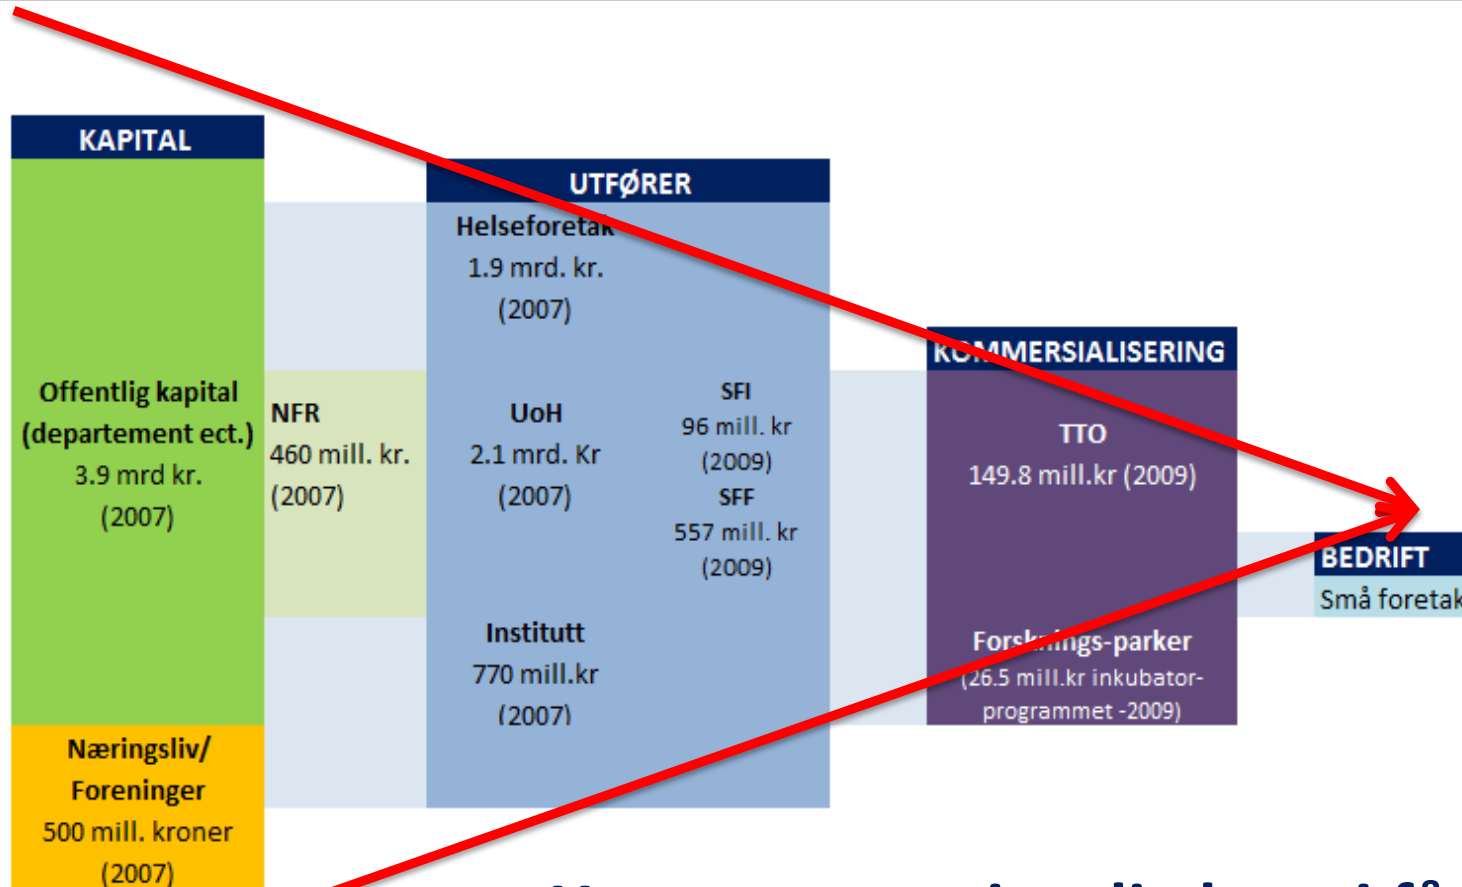 KAPITAL
Offentlig kapital
(departement ect.)
3.9 mrd kr.
(2007)
Næringsliv/
Foreninger
500 mill. kroner
(2007)
NFR
460 mill. kr.
(2007)
UTFØRER
Helseforetak
1.9 mrd. kr.
(2007)
UoH
2.1 mrd. Kr
(2007)
Institutt
770 mill.kr
(2007)
SFI
96 mill. kr
(2009)
SFF
557 mill. kr
(2009)
KOMMERSIALISERING
TTO
149.8 mill.kr (2009)
Forsknings-parker
(26.5 mill.kr inkubator-
programmet -2009)
BEDRIFT
Små foretak